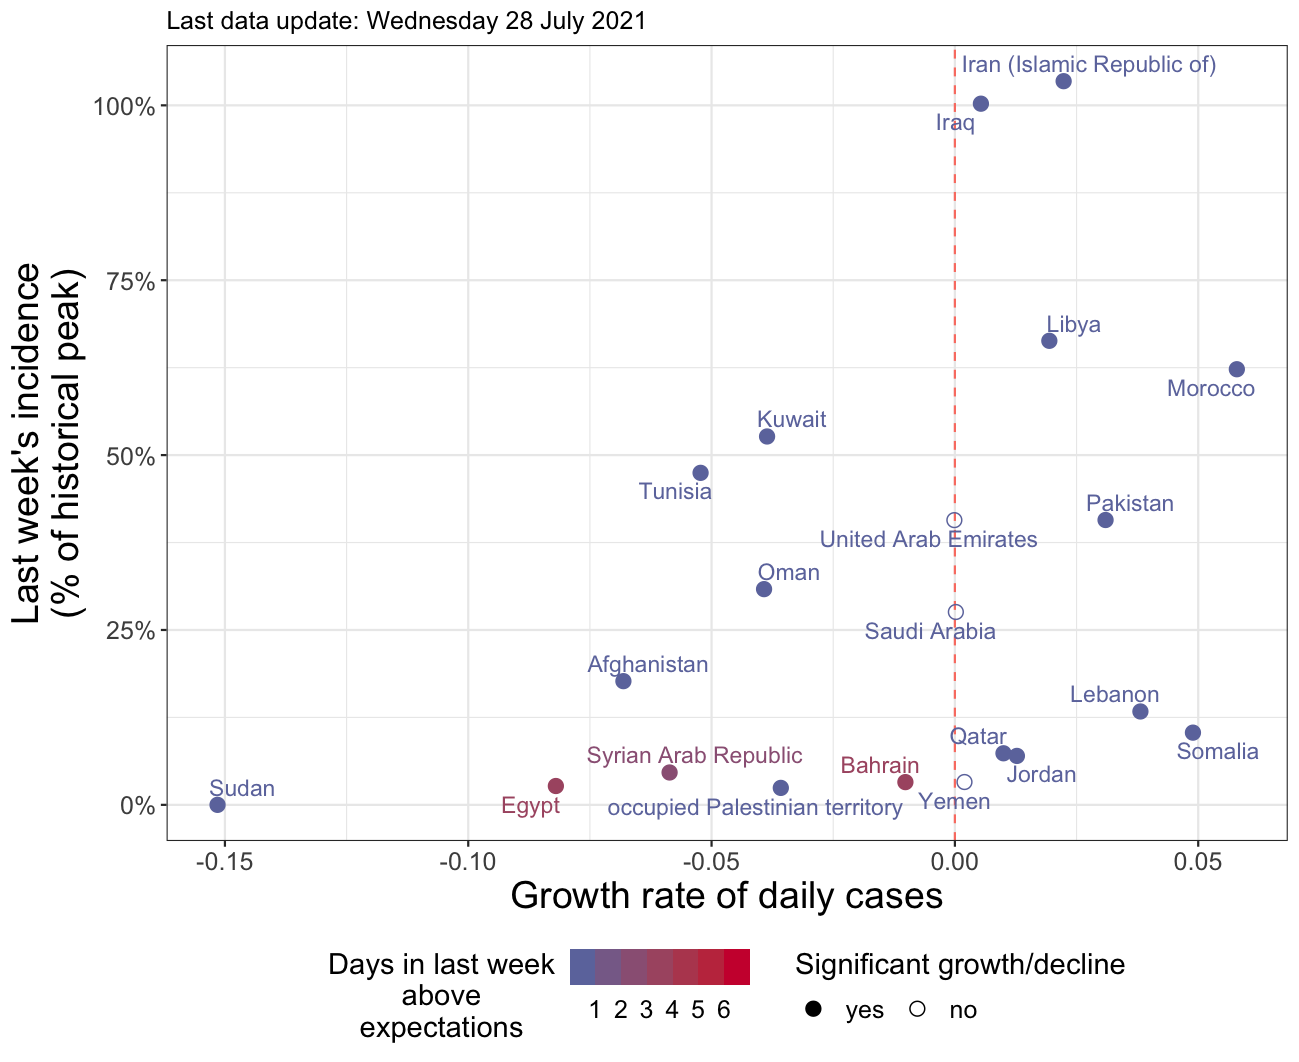 Last data update: Wednesday 28 July 2021
Last week's incidence
(% of historical peak)
100%
75%
50%
25%
0%
Iran (Islamic Republic of)
Iraq
Libya
Morocco
Kuwait
Tunisia
Pakistan
United Arab Emirates
Oman
Saudi Arabia
Afghanistan
Lebanon
Qatar
Somalia
Syrian Arab Republic
Bahrain
Jordan
Sudan
Egypt
occupied Palestinian territory
Yemen
-0.15 -0.10 -0.05 0.00 0.05
Growth rate of daily cases
Days in last week
above
expectations
1 2 3 4 5 6
Significant growth/decline
yes no